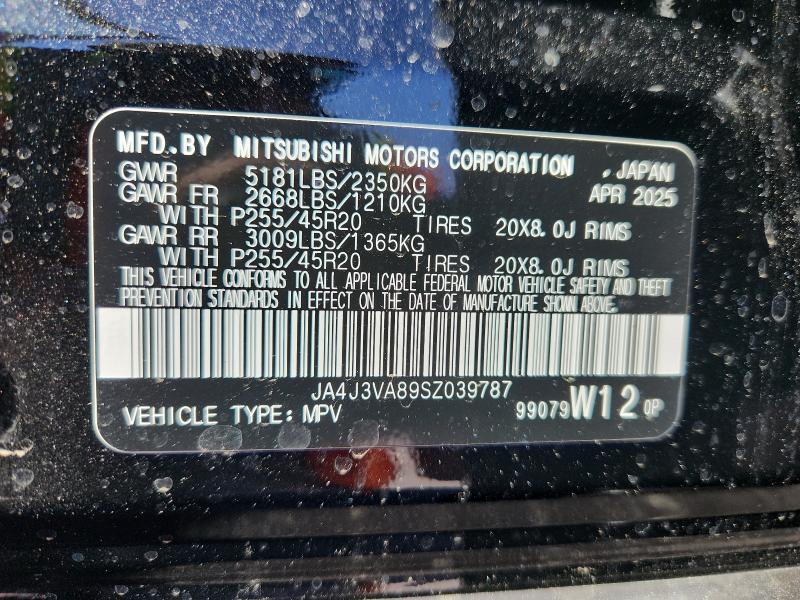 MFD.BY MITSUBISHI MOTORS CORPORATION , JAPAN
GVWR 5181LBS/2350KG APR 2025
GAWR FR 2668LBS/1210KG
WITH P255/45R20 TIRES 20X8.0J RIMS
GAWR RR 3009LBS/1365KG
WITH P255/45R20 TIRES 20X8.0J RIMS
THIS VEHICLE CONFORMS TO ALL APPLICABLE FEDERAL MOTOR VEHICLE SAFETY AND THEFT
PREVENTION STANDARDS IN EFFECT ON THE DATE OF MANUFACTURE SHOWN ABOVE.
JA4J3VA89SZ039787
VEHICLE TYPE: MPV 99079 W12 0P